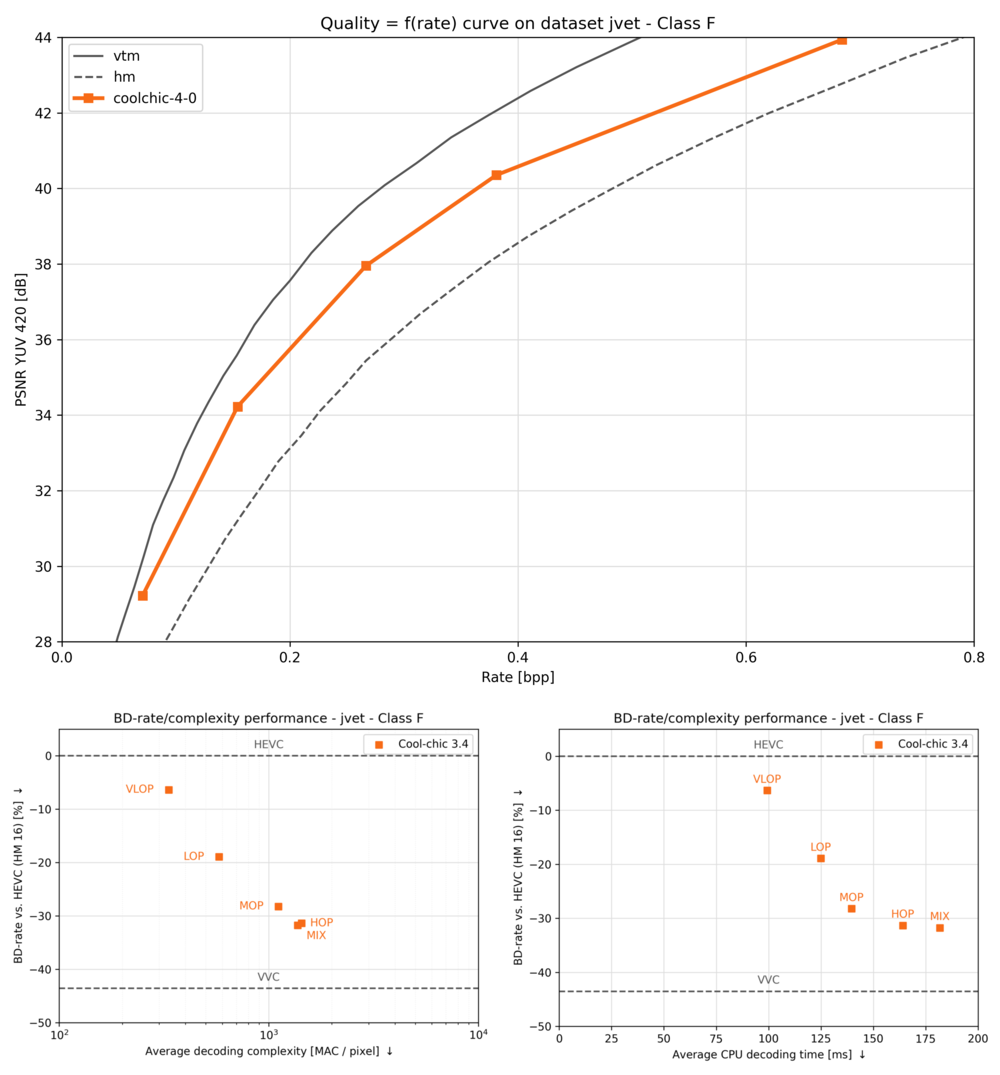 Quality = f(rate) curve on dataset jvet - Class F
44
42
40
38
36
34
32
30
28
PSNR YUV 420 [dB]
vtm
hm
coolchic-4-0
0.0 0.2 0.4 0.6 0.8
Rate [bpp]
BD-rate/complexity performance - jvet - Class F
HEVC
Cool-chic 3.4
0
−10
−20
−30
−40
−50
BD-rate vs. HEVC (HM 16) [%] ↓
VLOP
LOP
MOP
HOP
MIX
VVC
10² 10³ 10⁴
Average decoding complexity [MAC / pixel] ↓
BD-rate/complexity performance - jvet - Class F
HEVC
Cool-chic 3.4
0
−10
−20
−30
−40
−50
BD-rate vs. HEVC (HM 16) [%] ↓
VLOP
LOP
MOP
HOP MIX
VVC
0 25 50 75 100 125 150 175 200
Average CPU decoding time [ms] ↓